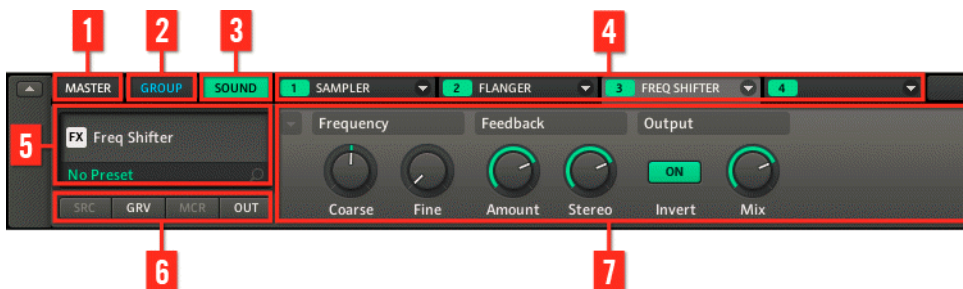 1 2 3 4
MASTER GROUP SOUND 1 SAMPLER 2 FLANGER 3 FREQ SHIFTER 4
5
FX Freq Shifter
No Preset
Frequency Feedback Output
ON
Coarse Fine Amount Stereo Invert Mix
SRC GRV MCR OUT
6 7